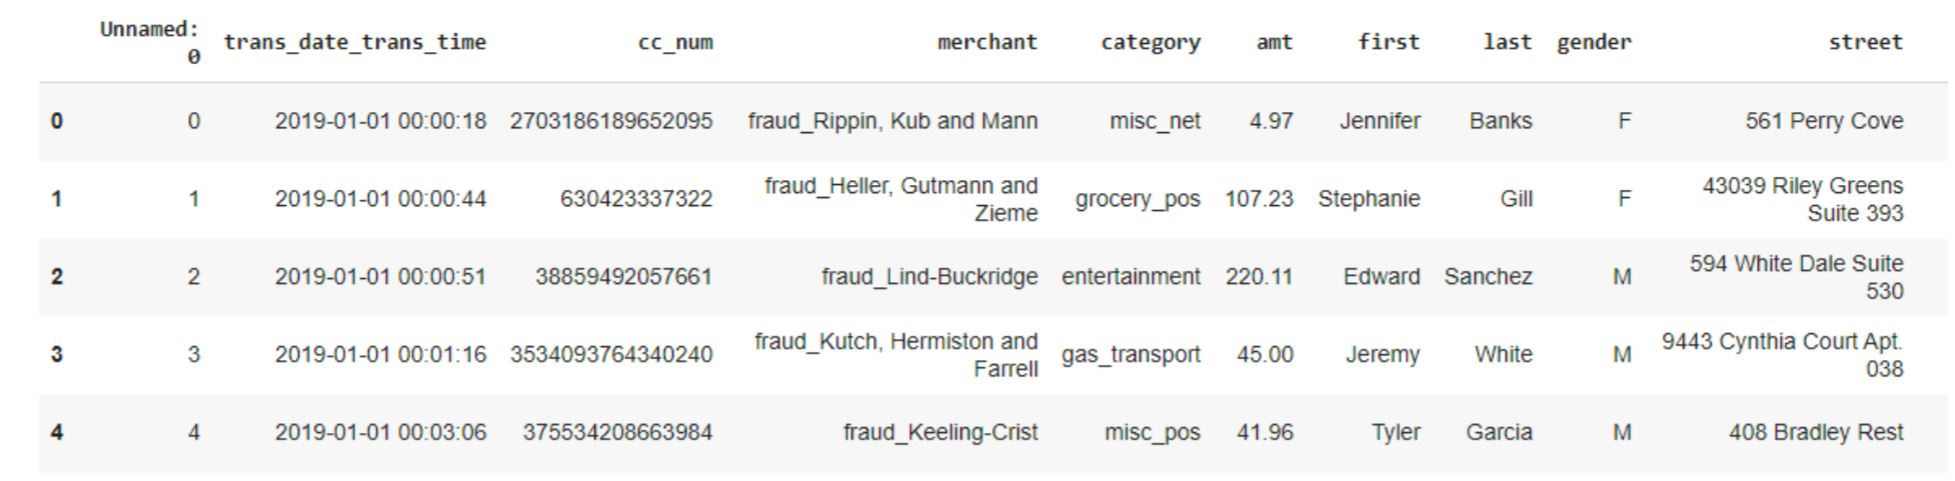 Unnamed: 0 trans_date_trans_time cc_num merchant category amt first last gender street
0 0 2019-01-01 00:00:18 2703186189652095 fraud_Rippin, Kub and Mann misc_net 4.97 Jennifer Banks F 561 Perry Cove
1 1 2019-01-01 00:00:44 630423337322 fraud_Heller, Gutmann and Zieme grocery_pos 107.23 Stephanie Gill F 43039 Riley Greens Suite 393
2 2 2019-01-01 00:00:51 38859492057661 fraud_Lind-Buckridge entertainment 220.11 Edward Sanchez M 594 White Dale Suite 530
3 3 2019-01-01 00:01:16 3534093764340240 fraud_Kutch, Hermiston and Farrell gas_transport 45.00 Jeremy White M 9443 Cynthia Court Apt. 038
4 4 2019-01-01 00:03:06 375534208663984 fraud_Keeling-Crist misc_pos 41.96 Tyler Garcia M 408 Bradley Rest